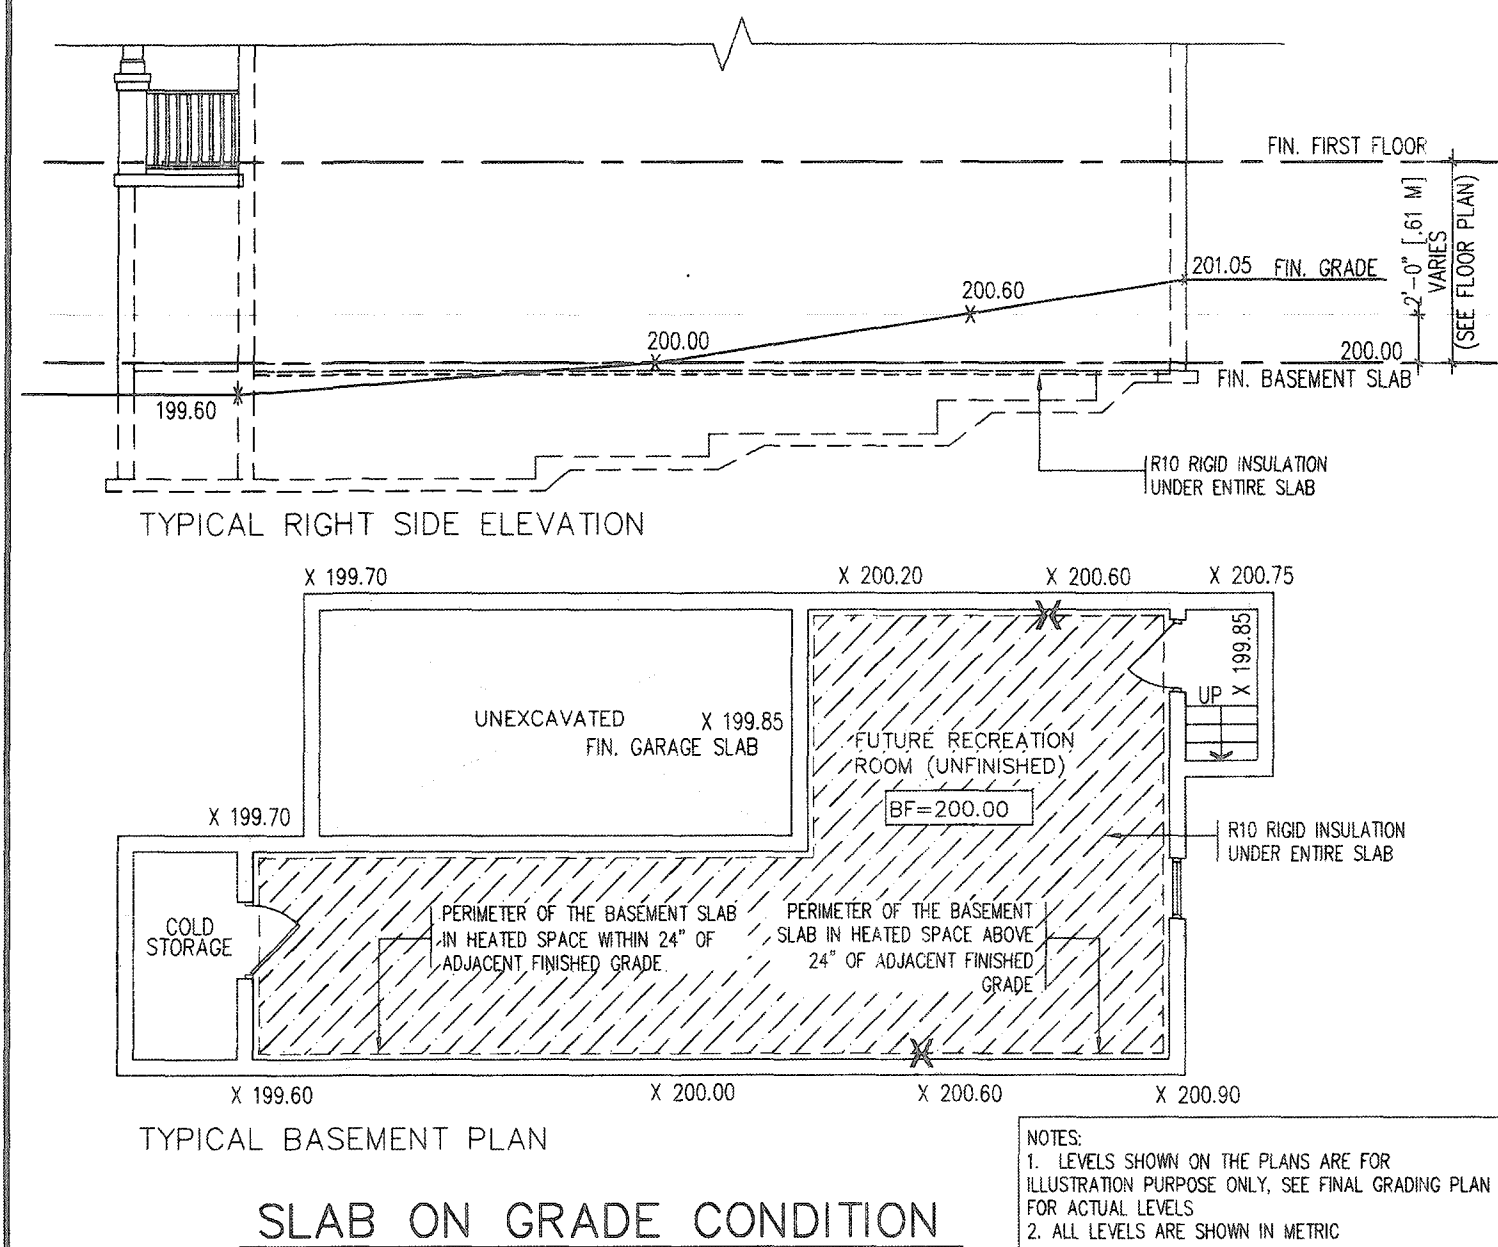 FIN. FIRST FLOOR
2'-0" [.61 M]
VARIES
(SEE FLOOR PLAN)
201.05 FIN. GRADE
200.60
200.00
200.00
FIN. BASEMENT SLAB
199.60
R10 RIGID INSULATION
UNDER ENTIRE SLAB
TYPICAL RIGHT SIDE ELEVATION
X 199.70
X 200.20
X 200.60
X 200.75
X 199.85
UP
UNEXCAVATED
X 199.85
FIN. GARAGE SLAB
FUTURE RECREATION
ROOM (UNFINISHED)
BF=200.00
X 199.70
R10 RIGID INSULATION
UNDER ENTIRE SLAB
COLD
STORAGE
PERIMETER OF THE BASEMENT SLAB
IN HEATED SPACE WITHIN 24" OF
ADJACENT FINISHED GRADE
PERIMETER OF THE BASEMENT
SLAB IN HEATED SPACE ABOVE
24" OF ADJACENT FINISHED
GRADE
X 199.60
X 200.00
X 200.60
X 200.90
TYPICAL BASEMENT PLAN
SLAB ON GRADE CONDITION
NOTES:
1. LEVELS SHOWN ON THE PLANS ARE FOR
ILLUSTRATION PURPOSE ONLY, SEE FINAL GRADING PLAN
FOR ACTUAL LEVELS
2. ALL LEVELS ARE SHOWN IN METRIC